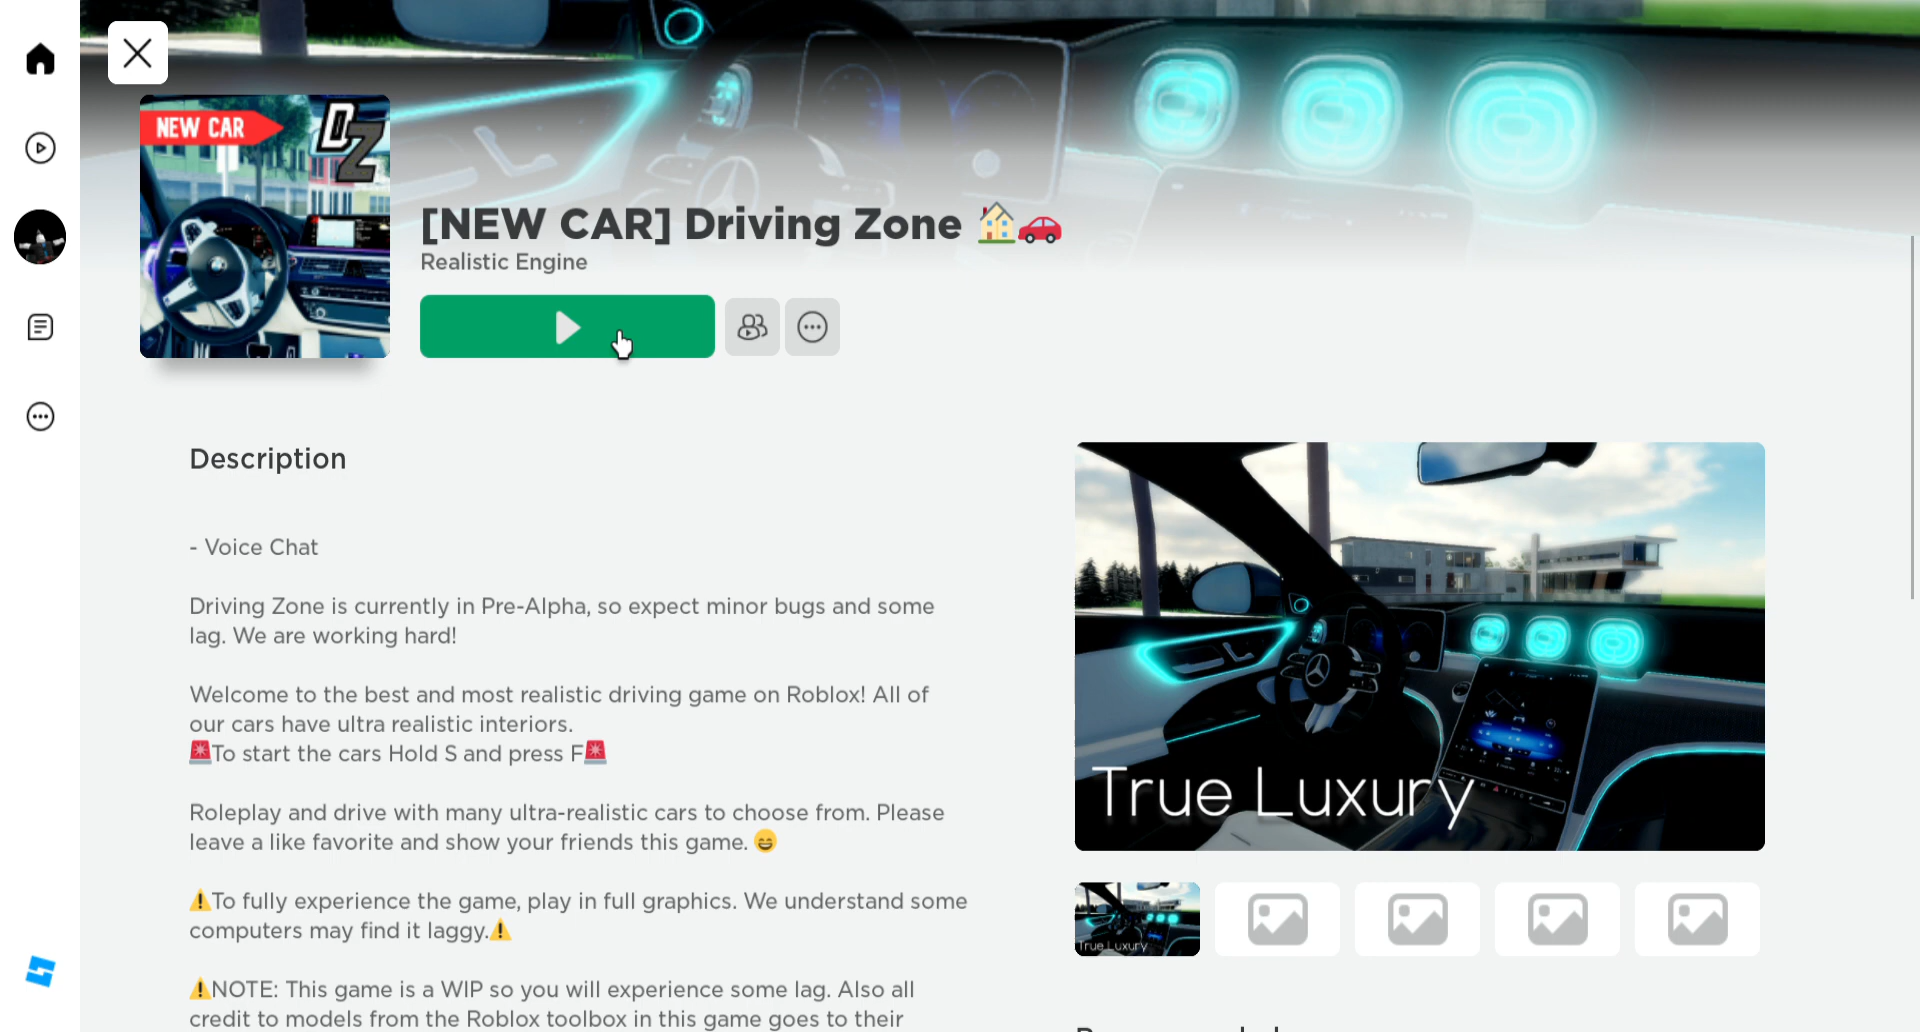 NEW CAR
DZ
[NEW CAR] Driving Zone 🏠🚗
Realistic Engine
Description
- Voice Chat
Driving Zone is currently in Pre-Alpha, so expect minor bugs and some
lag. We are working hard!
Welcome to the best and most realistic driving game on Roblox! All of
our cars have ultra realistic interiors.
🚨To start the cars Hold S and press F🚨
Roleplay and drive with many ultra-realistic cars to choose from. Please
leave a like favorite and show your friends this game. 😄
⚠️To fully experience the game, play in full graphics. We understand some
computers may find it laggy.⚠️
⚠️NOTE: This game is a WIP so you will experience some lag. Also all
credit to models from the Roblox toolbox in this game goes to their
True Luxury
True Luxury